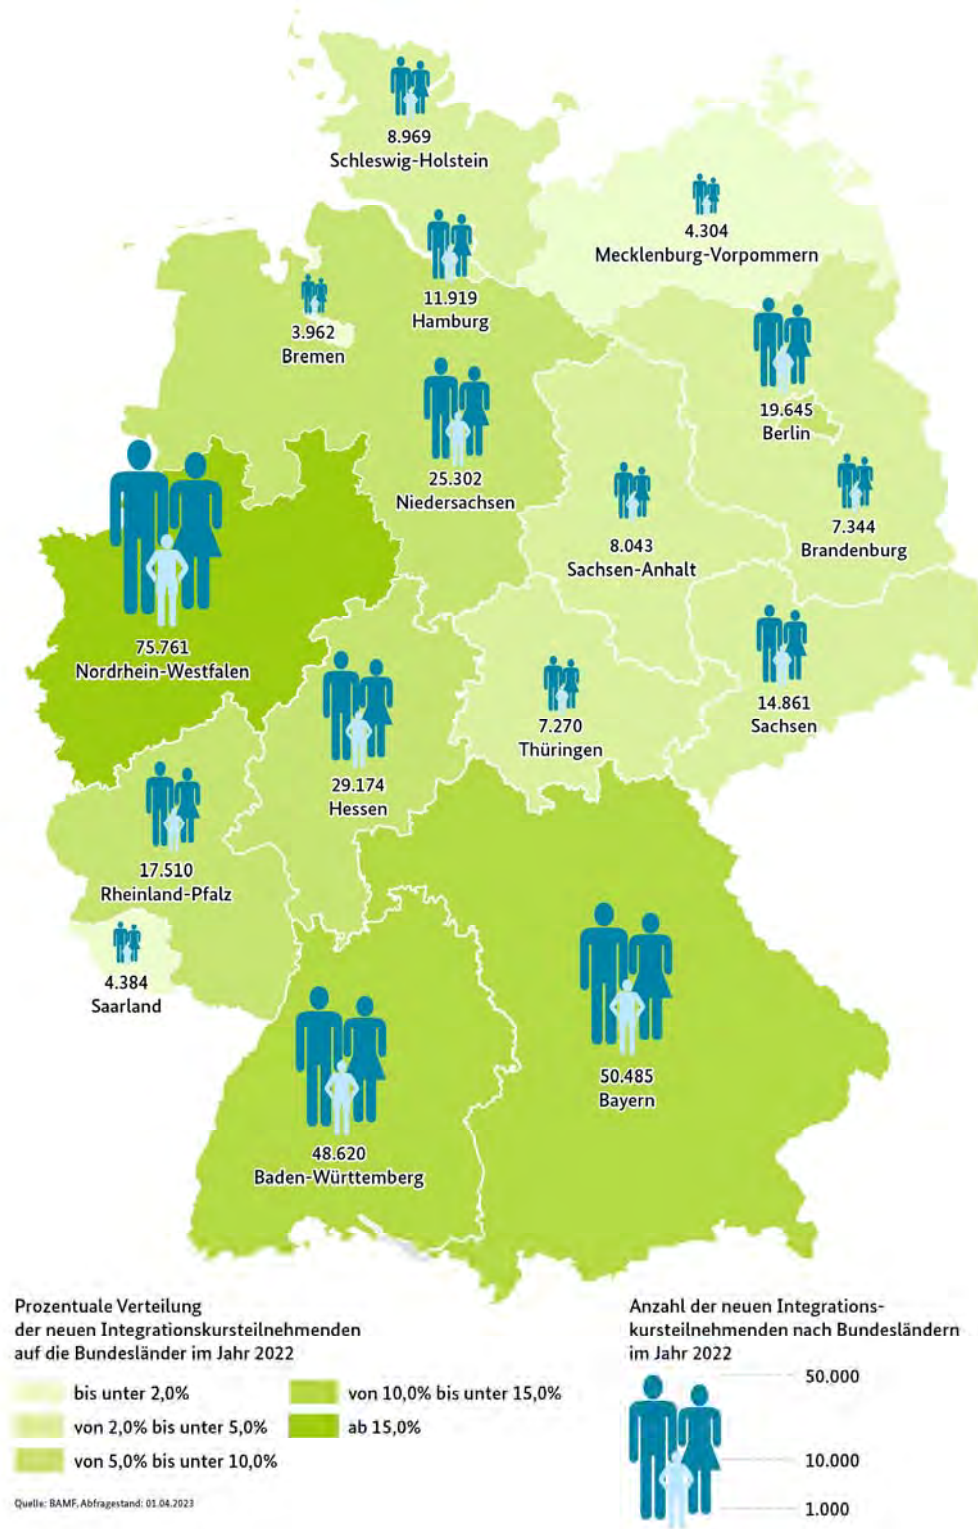 8.969
Schleswig-Holstein
4.304
Mecklenburg-Vorpommern
11.919
Hamburg
3.962
Bremen
19.645
Berlin
25.302
Niedersachsen
7.344
Brandenburg
8.043
Sachsen-Anhalt
75.761
Nordrhein-Westfalen
14.861
Sachsen
7.270
Thüringen
29.174
Hessen
17.510
Rheinland-Pfalz
4.384
Saarland
50.485
Bayern
48.620
Baden-Württemberg
Prozentuale Verteilung
der neuen Integrationskursteilnehmenden
auf die Bundesländer im Jahr 2022
bis unter 2,0%
von 2,0% bis unter 5,0%
von 5,0% bis unter 10,0%
von 10,0% bis unter 15,0%
ab 15,0%
Anzahl der neuen Integrations-
kursteilnehmenden nach Bundesländern
im Jahr 2022
50.000
10.000
1.000
Quelle: BAMF, Abfragestand: 01.04.2023